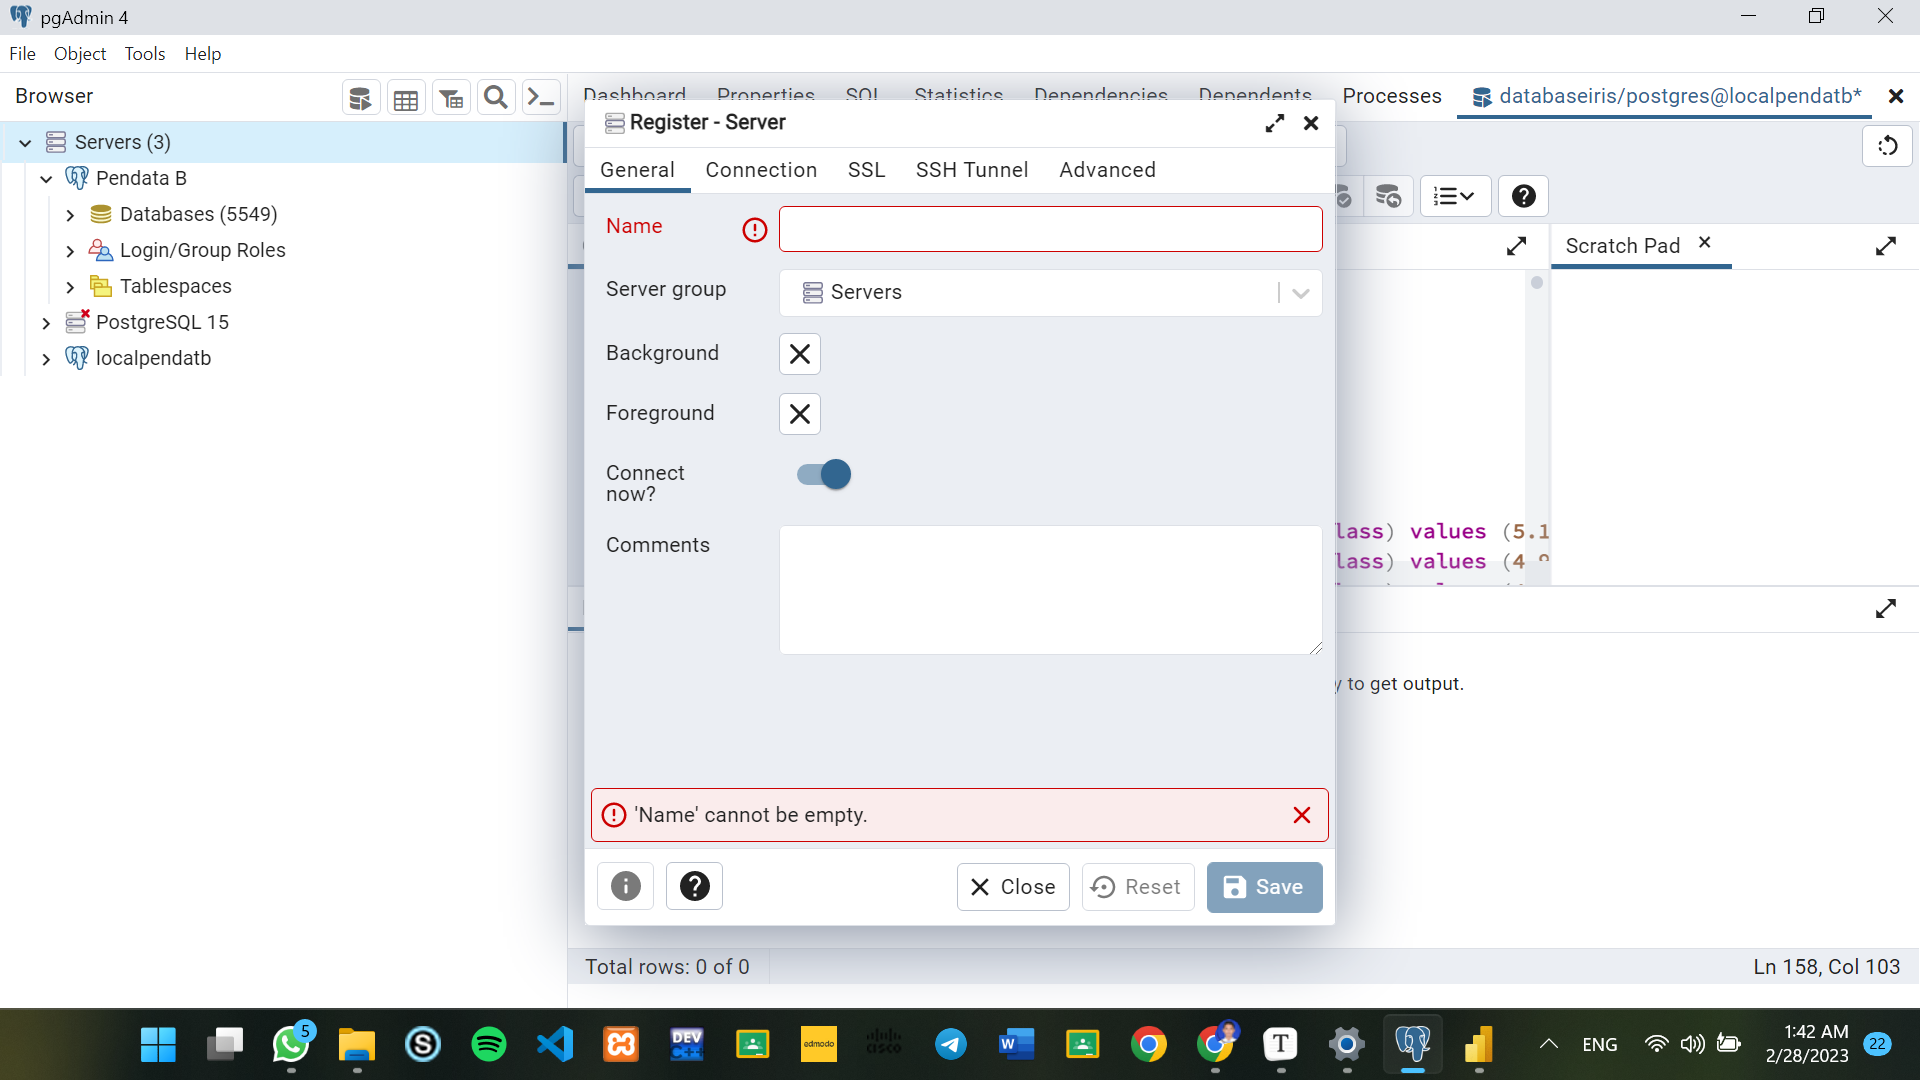 pgAdmin 4
File Object Tools Help
Browser
Dashboard Properties SQL Statistics Dependencies Dependents Processes databaseiris/postgres@localpendatb*
Servers (3)
Pendata B
Databases (5549)
Login/Group Roles
Tablespaces
PostgreSQL 15
localpendatb
Register - Server
General Connection SSL SSH Tunnel Advanced
Name
Server group
Servers
Background
Foreground
Connect
now?
Comments
'Name' cannot be empty.
Close Reset Save
Scratch Pad
lass) values (5.1
lass) values (4
to get output.
Total rows: 0 of 0
Ln 158, Col 103
5
DEV
C++
edmodo
cisco
W
T
ENG
1:42 AM
2/28/2023
22